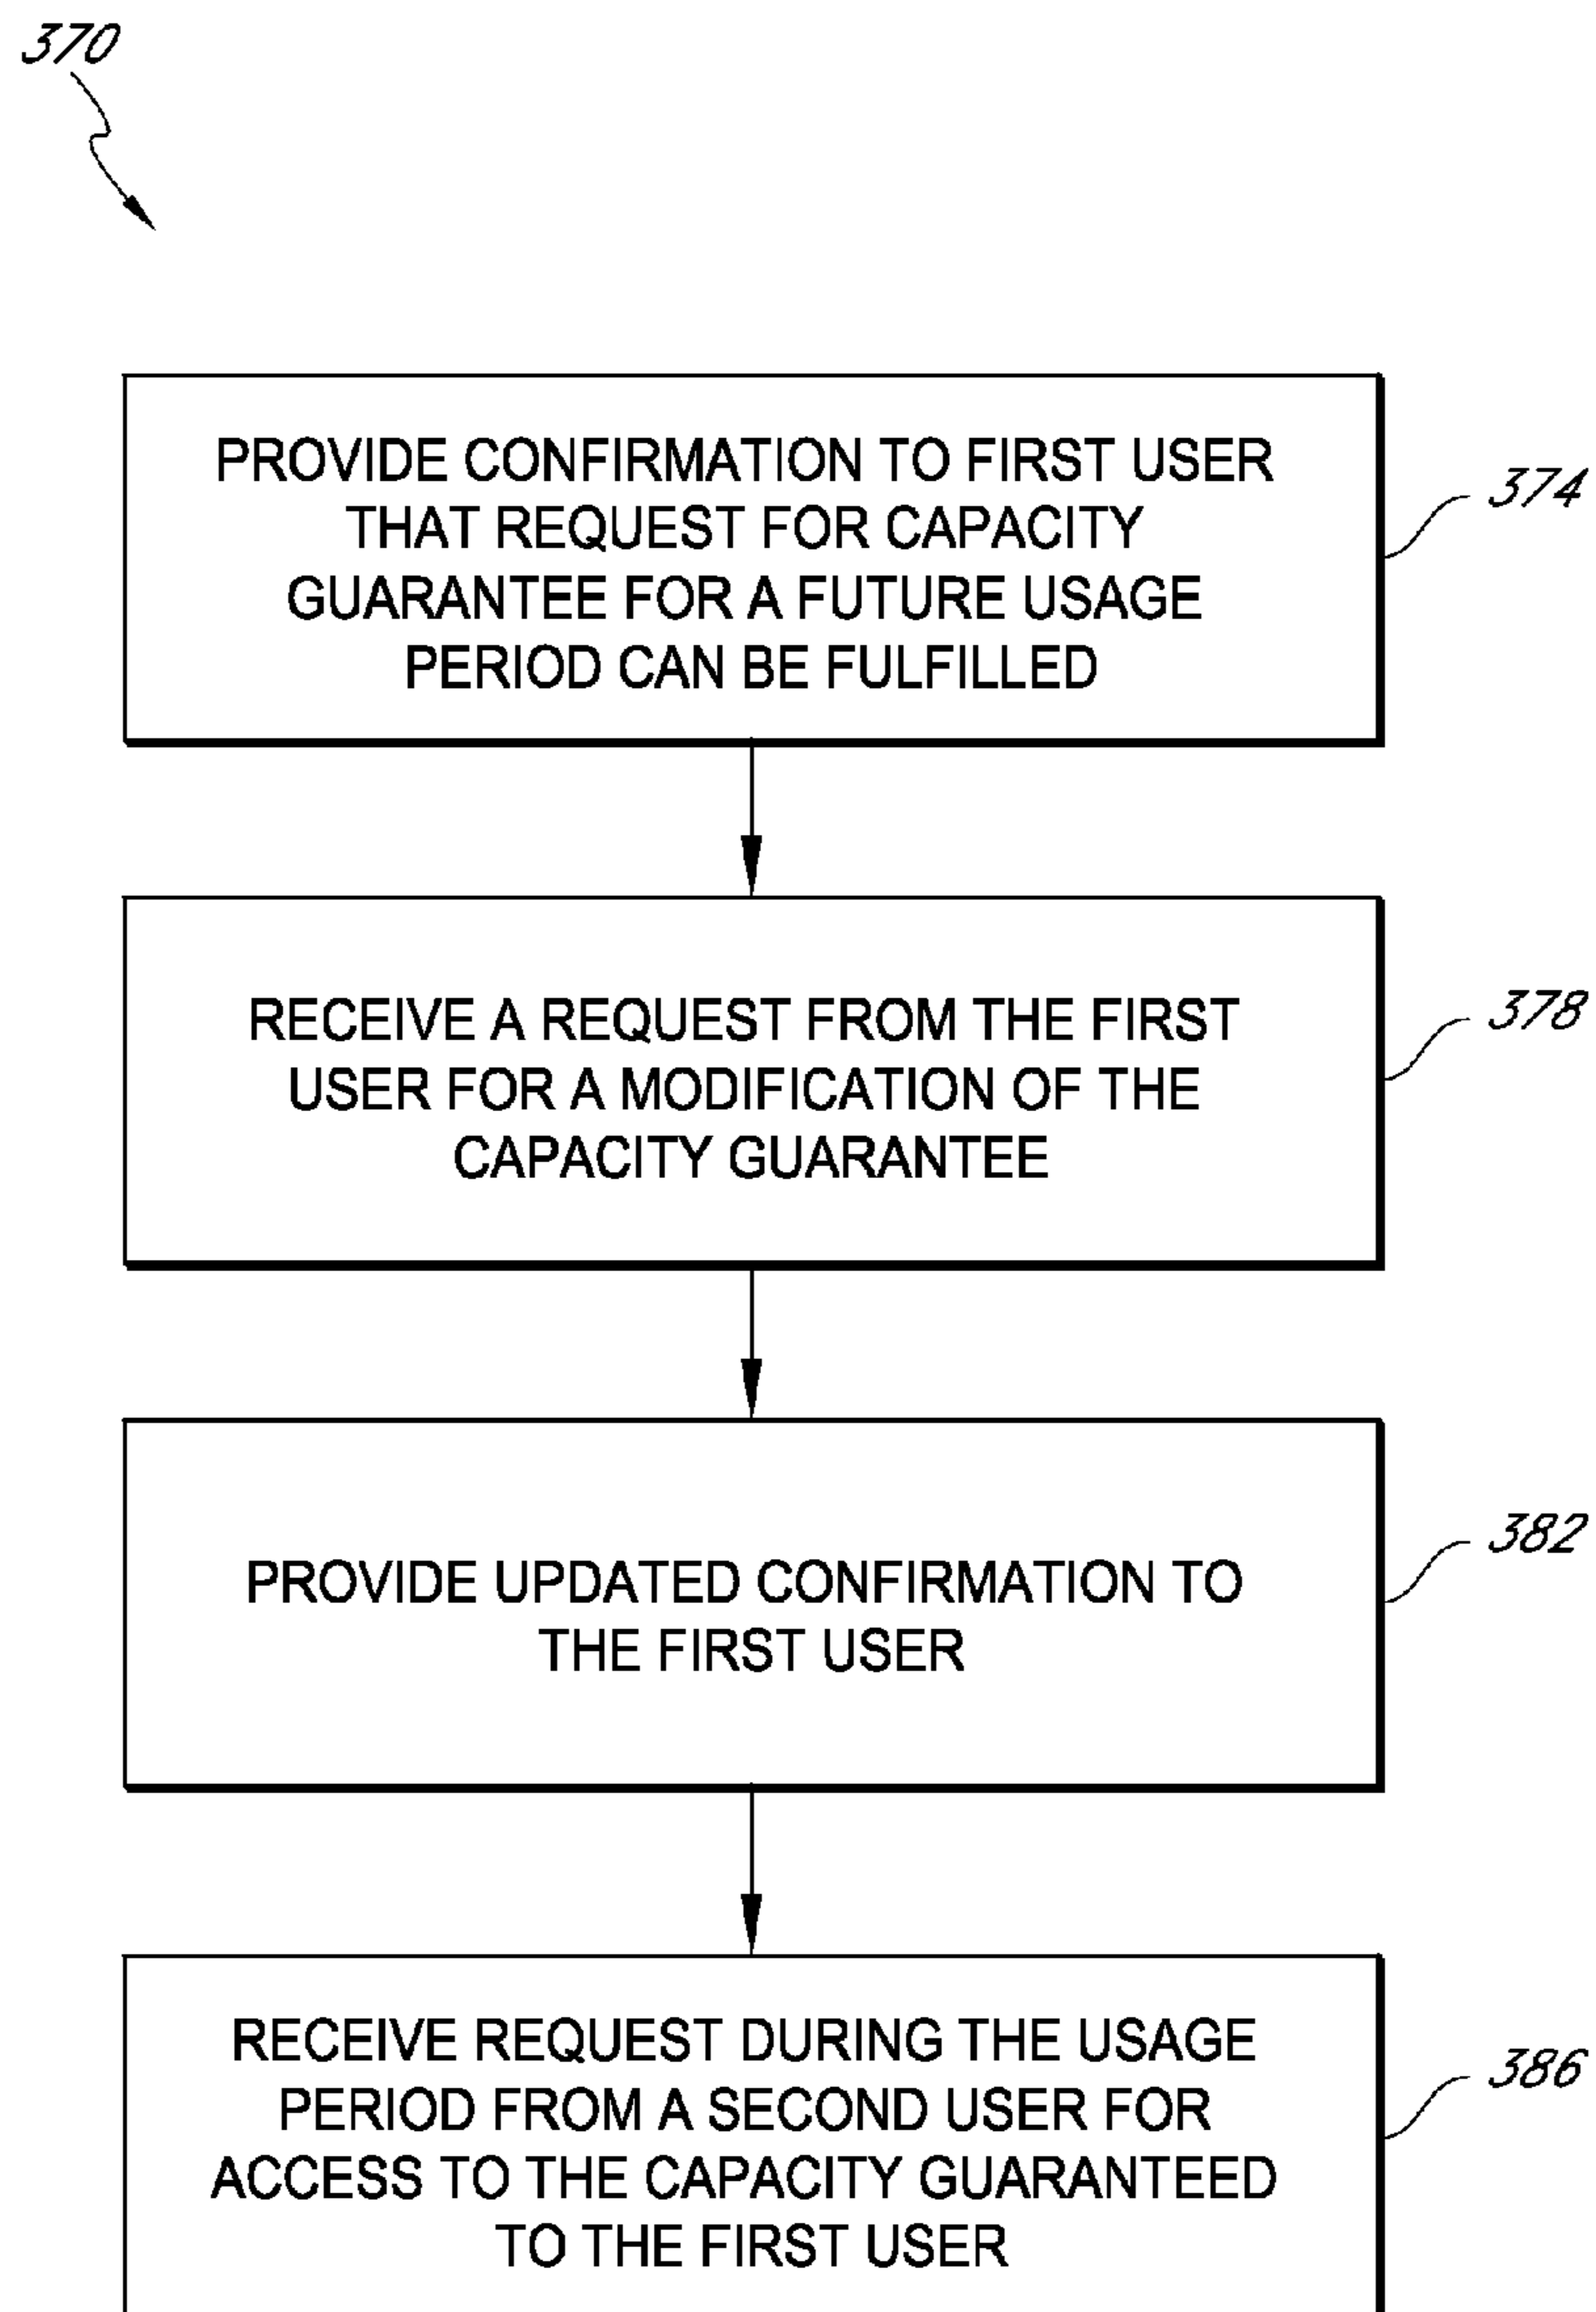 370
PROVIDE CONFIRMATION TO FIRST USER
THAT REQUEST FOR CAPACITY
GUARANTEE FOR A FUTURE USAGE
PERIOD CAN BE FULFILLED
374
RECEIVE A REQUEST FROM THE FIRST
USER FOR A MODIFICATION OF THE
CAPACITY GUARANTEE
378
PROVIDE UPDATED CONFIRMATION TO
THE FIRST USER
382
RECEIVE REQUEST DURING THE USAGE
PERIOD FROM A SECOND USER FOR
ACCESS TO THE CAPACITY GUARANTEED
TO THE FIRST USER
386